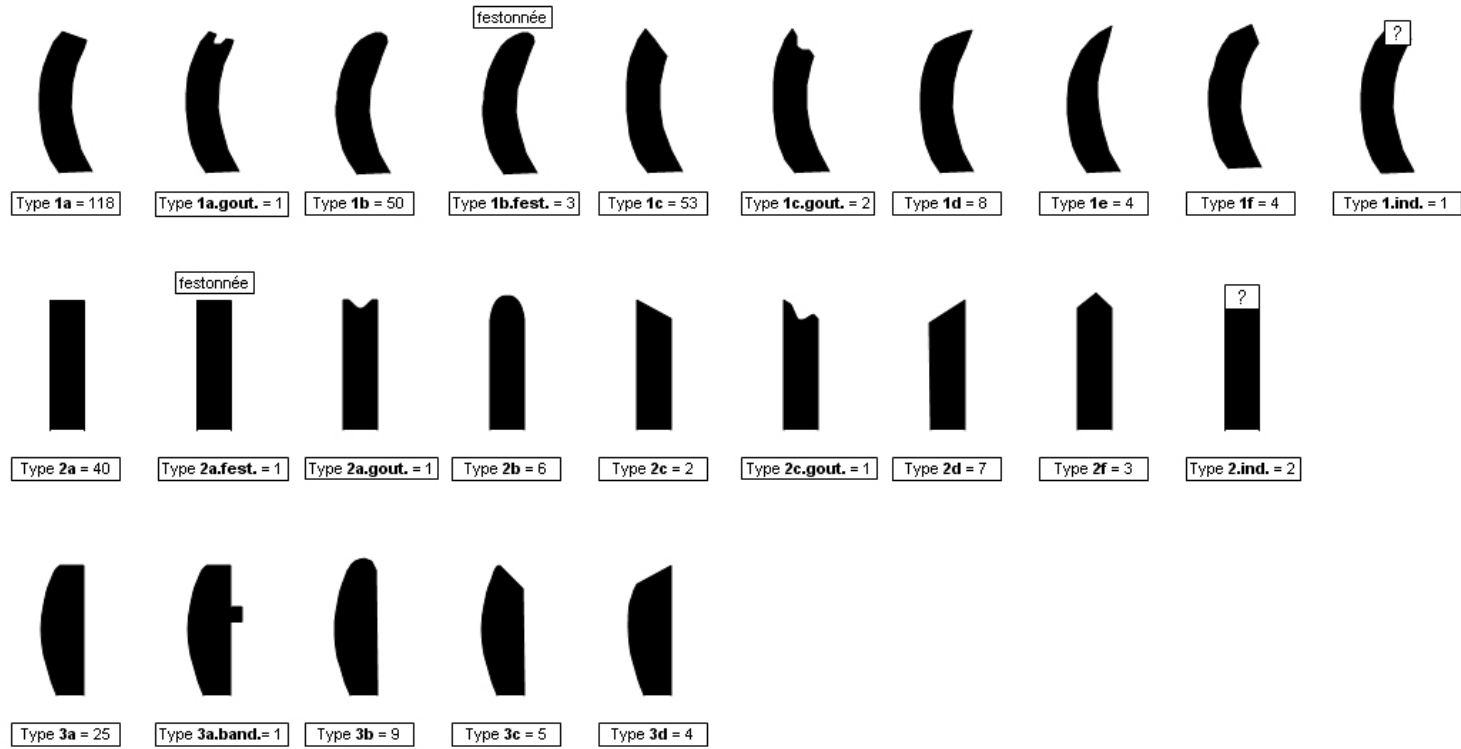 festonnée
?
Type 1a = 118
Type 1a.gout. = 1
Type 1b = 50
Type 1b.fest. = 3
Type 1c = 53
Type 1c.gout. = 2
Type 1d = 8
Type 1e = 4
Type 1f = 4
Type 1.ind. = 1
festonnée
?
Type 2a = 40
Type 2a.fest. = 1
Type 2a.gout. = 1
Type 2b = 6
Type 2c = 2
Type 2c.gout. = 1
Type 2d = 7
Type 2f = 3
Type 2.ind. = 2
Type 3a = 25
Type 3a.band.= 1
Type 3b = 9
Type 3c = 5
Type 3d = 4